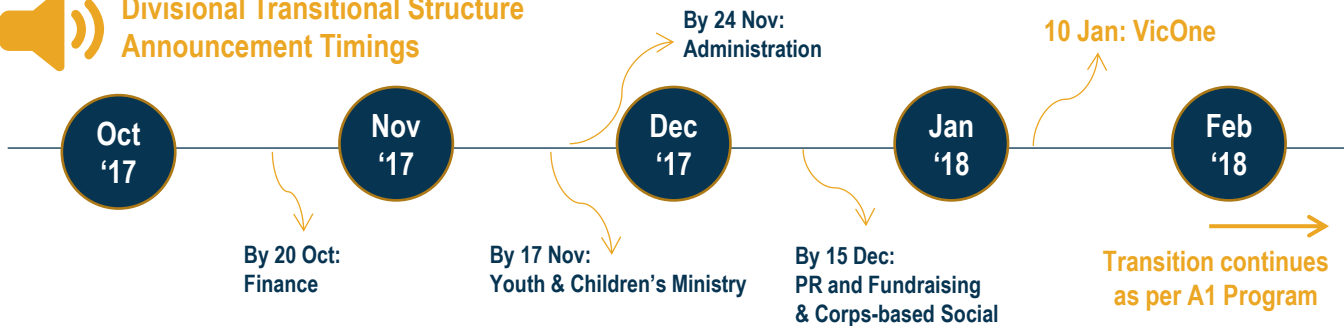 Divisional Transitional Structure
Announcement Timings
By 24 Nov:
Administration
10 Jan: VicOne
Oct
‘17
Nov
‘17
Dec
‘17
Jan
‘18
Feb
‘18
By 20 Oct:
Finance
By 17 Nov:
Youth & Children’s Ministry
By 15 Dec:
PR and Fundraising
& Corps-based Social
Transition continues
as per A1 Program